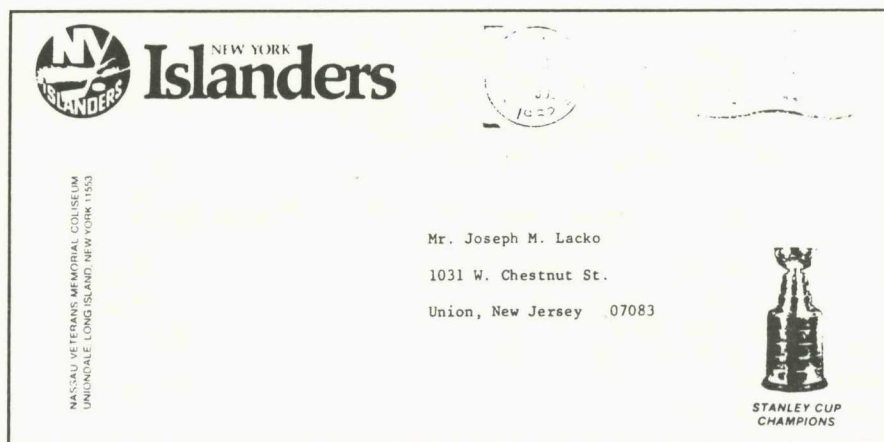 NY
ISLANDERS
NEW YORK
Islanders
NASSAU VETERANS MEMORIAL COLISEUM
UNIONDALE, LONG ISLAND, NEW YORK 11553
Mr. Joseph M. Lacko
1031 W. Chestnut St.
Union, New Jersey 07083
STANLEY CUP
CHAMPIONS